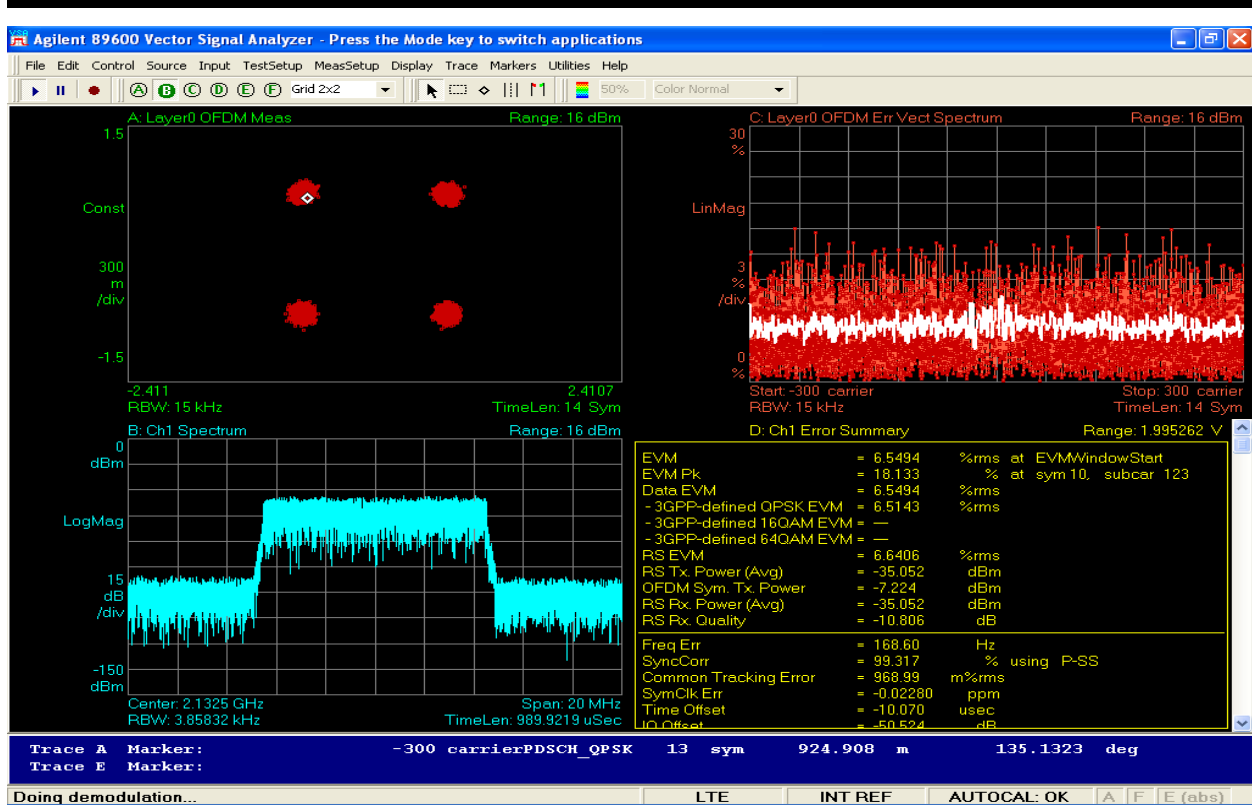 Agilent 89600 Vector Signal Analyzer - Press the Mode key to switch applications
File Edit Control Source Input TestSetup MeasSetup Display Trace Markers Utilities Help
A B C D E F Grid 2x2 50% Color Normal
A: Layer0 OFDM Meas Range: 16 dBm
1.5
Const
300
m
/div
-1.5
-2.411 2.4107
RBW: 15 kHz TimeLen: 14 Sym
C: Layer0 OFDM Err Vect Spectrum Range: 16 dBm
30
%
LinMag
3
%
/div
0
%
Start: -300 carrier Stop: 300 carrier
RBW: 15 kHz TimeLen: 14 Sym
B: Ch1 Spectrum Range: 16 dBm
0
dBm
LogMag
15
dB
/div
-150
dBm
Center: 2.1325 GHz Span: 20 MHz
RBW: 3.85832 kHz TimeLen: 989.9219 uSec
D: Ch1 Error Summary Range: 1.995262 V
EVM = 6.5494 %rms at EVMWindowStart
EVM Pk = 18.133 % at sym 10, subcar 123
Data EVM = 6.5494 %rms
- 3GPP-defined QPSK EVM = 6.5143 %rms
- 3GPP-defined 16QAM EVM = —
- 3GPP-defined 64QAM EVM = —
RS EVM = 6.6406 %rms
RS Tx. Power (Avg) = -35.052 dBm
OFDM Sym. Tx. Power = -7.224 dBm
RS Rx. Power (Avg) = -35.052 dBm
RS Rx. Quality = -10.806 dB
Freq Err = 168.60 Hz
SyncCorr = 99.317 % using P-SS
Common Tracking Error = 968.99 m%rms
SymClk Err = -0.02280 ppm
Time Offset = -10.070 usec
IQ Offset = -50.524 dB
Trace A Marker: -300 carrierPDSCH_QPSK 13 sym 924.908 m 135.1323 deg
Trace E Marker:
Doing demodulation... LTE INT REF AUTOCAL: OK A F E (abs)